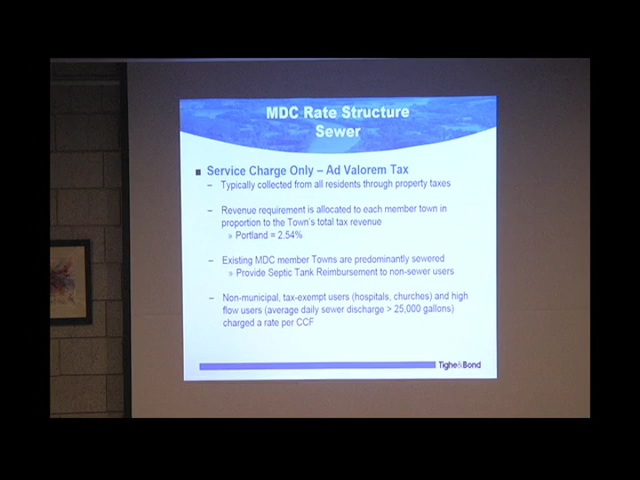 MDC Rate Structure
Sewer
■ Service Charge Only – Ad Valorem Tax
– Typically collected from all residents through property taxes
– Revenue requirement is allocated to each member town in
proportion to the Town's total tax revenue
» Portland = 2.54%
– Existing MDC member Towns are predominantly sewered
» Provide Septic Tank Reimbursement to non-sewer users
– Non-municipal, tax-exempt users (hospitals, churches) and high
flow users (average daily sewer discharge > 25,000 gallons)
charged a rate per CCF
Tighe&Bond